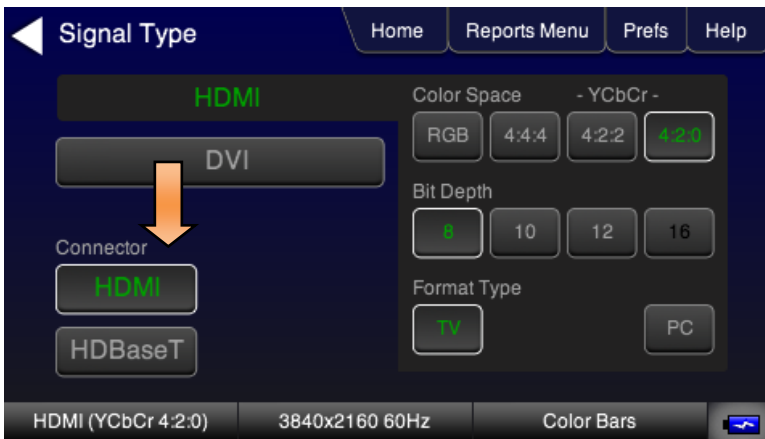 Signal Type
Home
Reports Menu
Prefs
Help
HDMI
DVI
Connector
HDMI
HDBaseT
Color Space - YCbCr -
RGB 4:4:4 4:2:2 4:2:0
Bit Depth
8 10 12 16
Format Type
TV PC
HDMI (YCbCr 4:2:0) 3840x2160 60Hz Color Bars